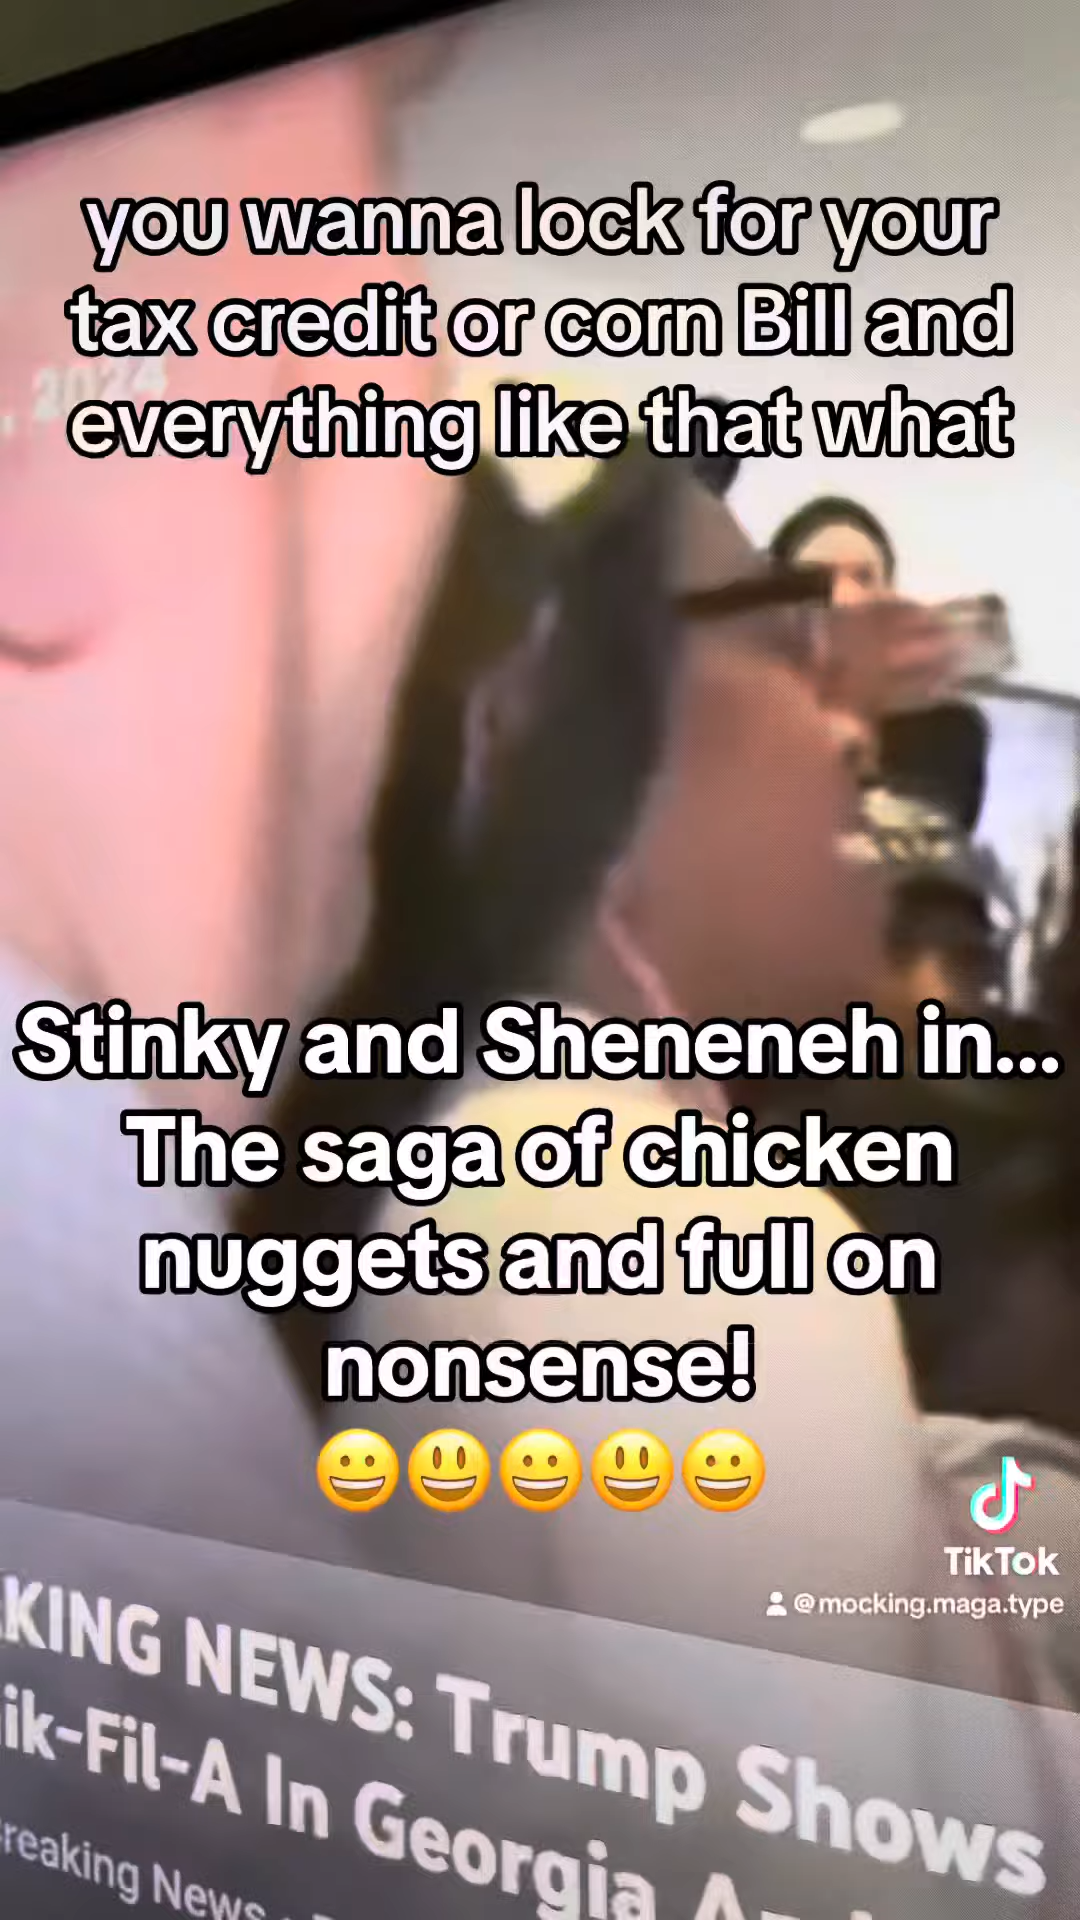 you wanna lock for your
tax credit or corn Bill and
, 2024
everything like that what
Stinky and Sheneneh in...
The saga of chicken
nuggets and full on
nonsense!
😀😃😀😃😀
TikTok
@mocking.maga.type
KING NEWS: Trump Shows
ik-Fil-A In Georgia
reaking News